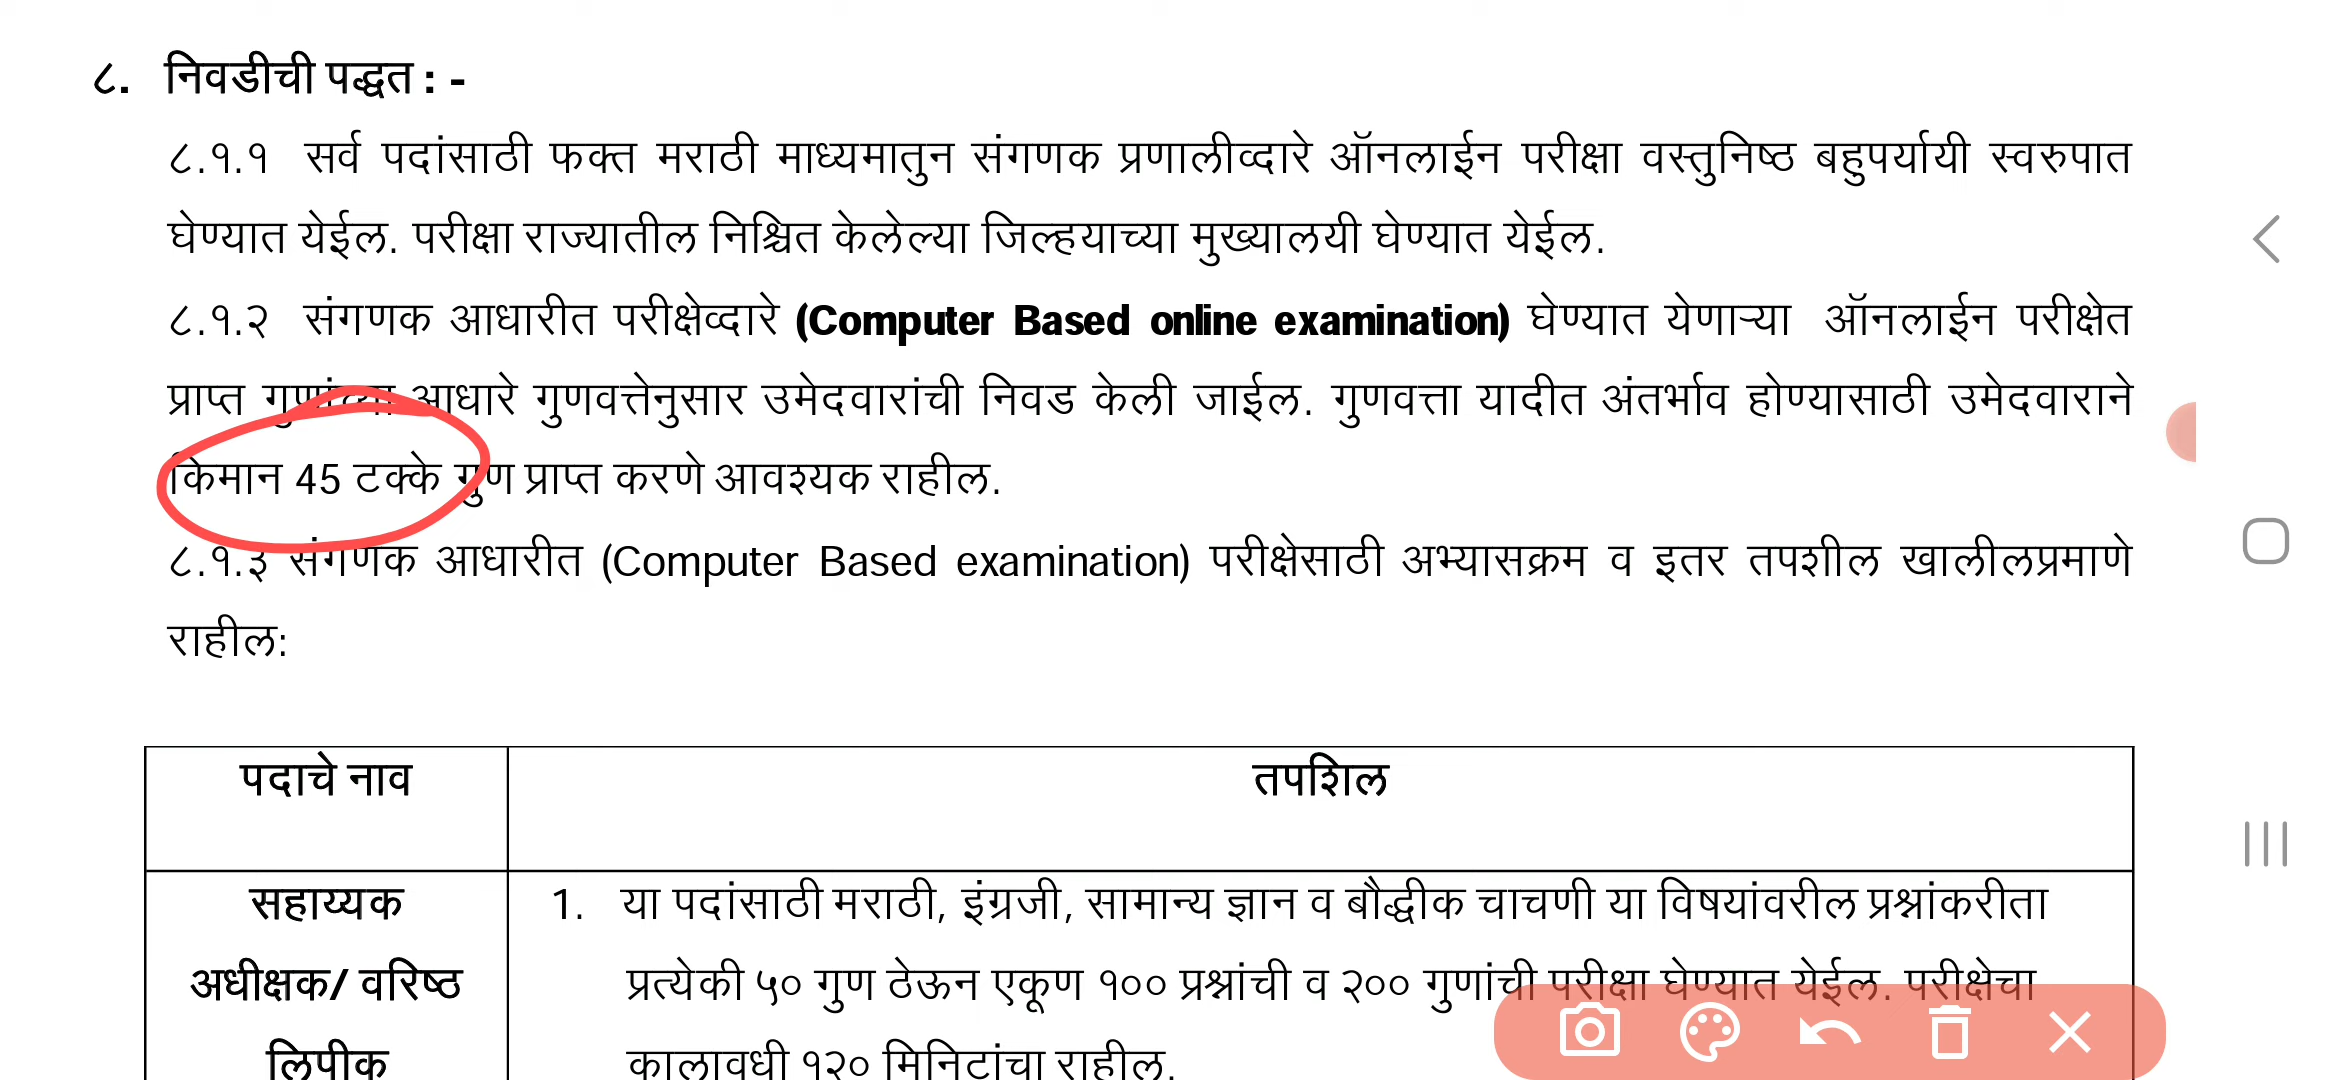 ८. निवडीची पद्धत : -
८.१.१ सर्व पदांसाठी फक्त मराठी माध्यमातुन संगणक प्रणालीव्दारे ऑनलाईन परीक्षा वस्तुनिष्ठ बहुपर्यायी स्वरुपात
घेण्यात येईल. परीक्षा राज्यातील निश्चित केलेल्या जिल्हयाच्या मुख्यालयी घेण्यात येईल.
८.१.२ संगणक आधारीत परीक्षेव्दारे (Computer Based online examination) घेण्यात येणाऱ्या ऑनलाईन परीक्षेत
प्राप्त गुणांच्या आधारे गुणवत्तेनुसार उमेदवारांची निवड केली जाईल. गुणवत्ता यादीत अंतर्भाव होण्यासाठी उमेदवाराने
किमान 45 टक्के गुण प्राप्त करणे आवश्यक राहील.
८.१.३ संगणक आधारीत (Computer Based examination) परीक्षेसाठी अभ्यासक्रम व इतर तपशील खालीलप्रमाणे
राहील:
पदाचे नाव तपशिल
सहाय्यक 1. या पदांसाठी मराठी, इंग्रजी, सामान्य ज्ञान व बौद्धीक चाचणी या विषयांवरील प्रश्नांकरीता
अधीक्षक/ वरिष्ठ प्रत्येकी ५० गुण ठेऊन एकूण १०० प्रश्नांची व २०० गुणांची परीक्षा घेण्यात येईल. परीक्षेचा
लिपीक कालावधी १२० मिनिटांचा राहील.